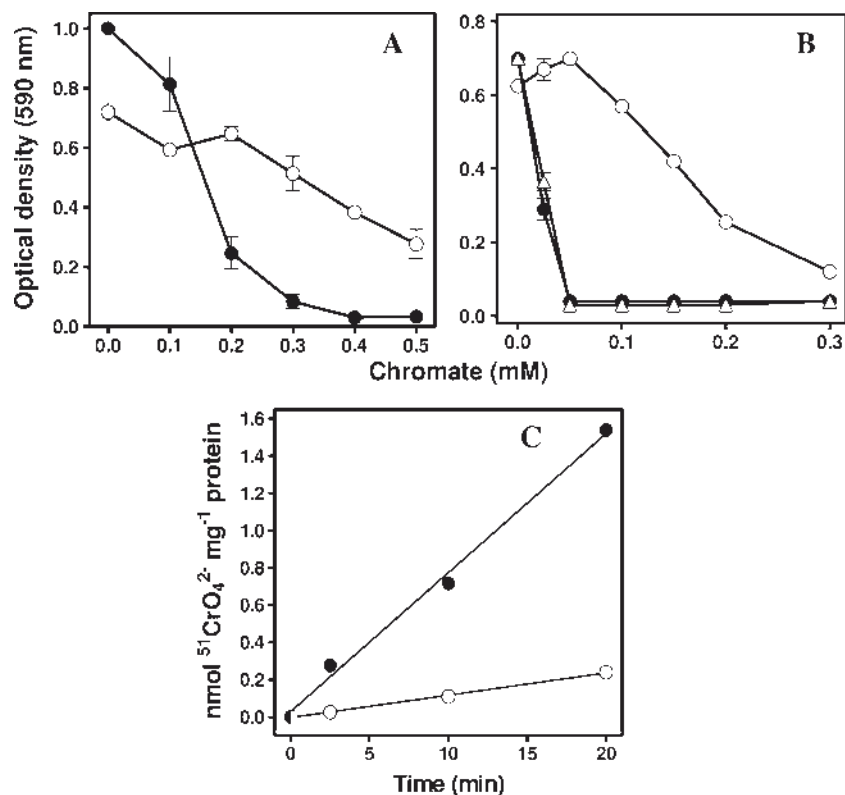 A
B
Optical density (590 nm)
1.0
0.8
0.6
0.4
0.2
0.0
0.0 0.1 0.2 0.3 0.4 0.5
0.8
0.6
0.4
0.2
0.0
0.0 0.1 0.2 0.3
Chromate (mM)
C
nmol ⁵¹CrO₄²⁻ mg⁻¹ protein
1.6
1.4
1.2
1.0
0.8
0.6
0.4
0.2
0.0
0 5 10 15 20
Time (min)